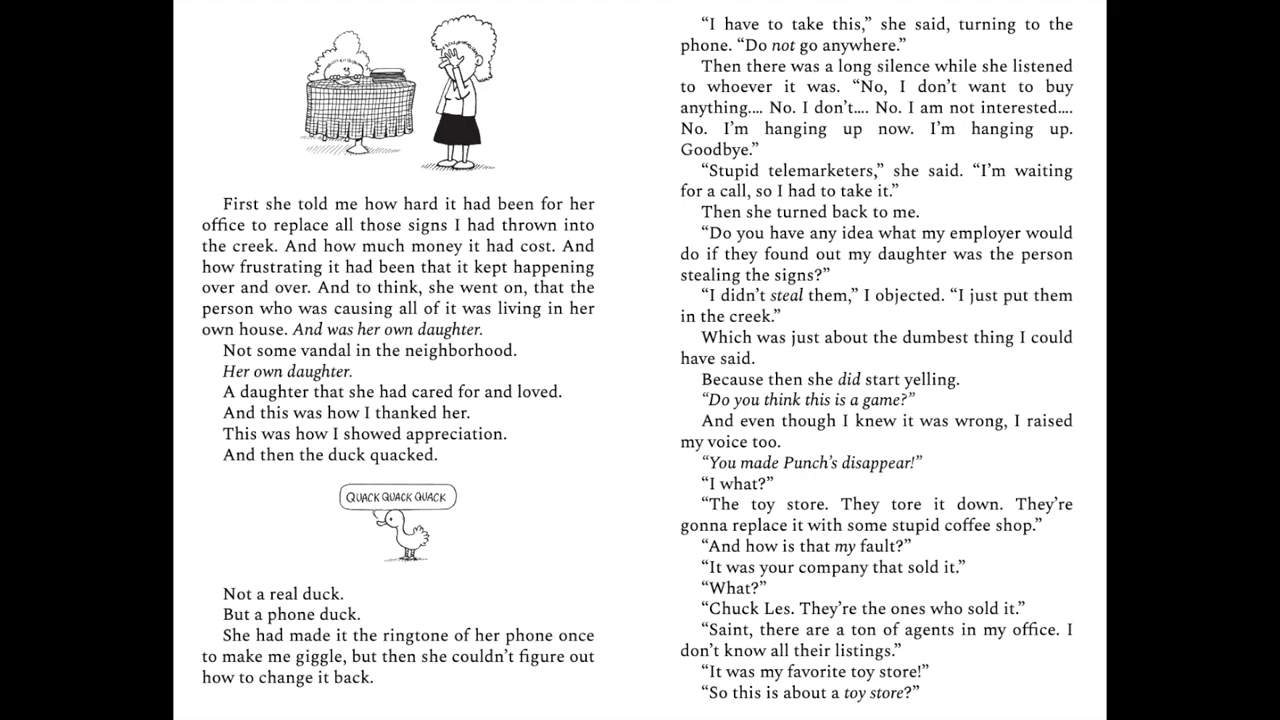 First she told me how hard it had been for her
office to replace all those signs I had thrown into
the creek. And how much money it had cost. And
how frustrating it had been that it kept happening
over and over. And to think, she went on, that the
person who was causing all of it was living in her
own house. And was her own daughter.
Not some vandal in the neighborhood.
Her own daughter.
A daughter that she had cared for and loved.
And this was how I thanked her.
This was how I showed appreciation.
And then the duck quacked.
QUACK QUACK QUACK
Not a real duck.
But a phone duck.
She had made it the ringtone of her phone once
to make me giggle, but then she couldn’t figure out
how to change it back.
“I have to take this,” she said, turning to the
phone. “Do not go anywhere.”
Then there was a long silence while she listened
to whoever it was. “No, I don’t want to buy
anything.... No. I don’t.... No. I am not interested....
No. I’m hanging up now. I’m hanging up.
Goodbye.”
“Stupid telemarketers,” she said. “I’m waiting
for a call, so I had to take it.”
Then she turned back to me.
“Do you have any idea what my employer would
do if they found out my daughter was the person
stealing the signs?”
“I didn’t steal them,” I objected. “I just put them
in the creek.”
Which was just about the dumbest thing I could
have said.
Because then she did start yelling.
“Do you think this is a game?”
And even though I knew it was wrong, I raised
my voice too.
“You made Punch’s disappear!”
“I what?”
“The toy store. They tore it down. They’re
gonna replace it with some stupid coffee shop.”
“And how is that my fault?”
“It was your company that sold it.”
“What?”
“Chuck Les. They’re the ones who sold it.”
“Saint, there are a ton of agents in my office. I
don’t know all their listings.”
“It was my favorite toy store!”
“So this is about a toy store?”